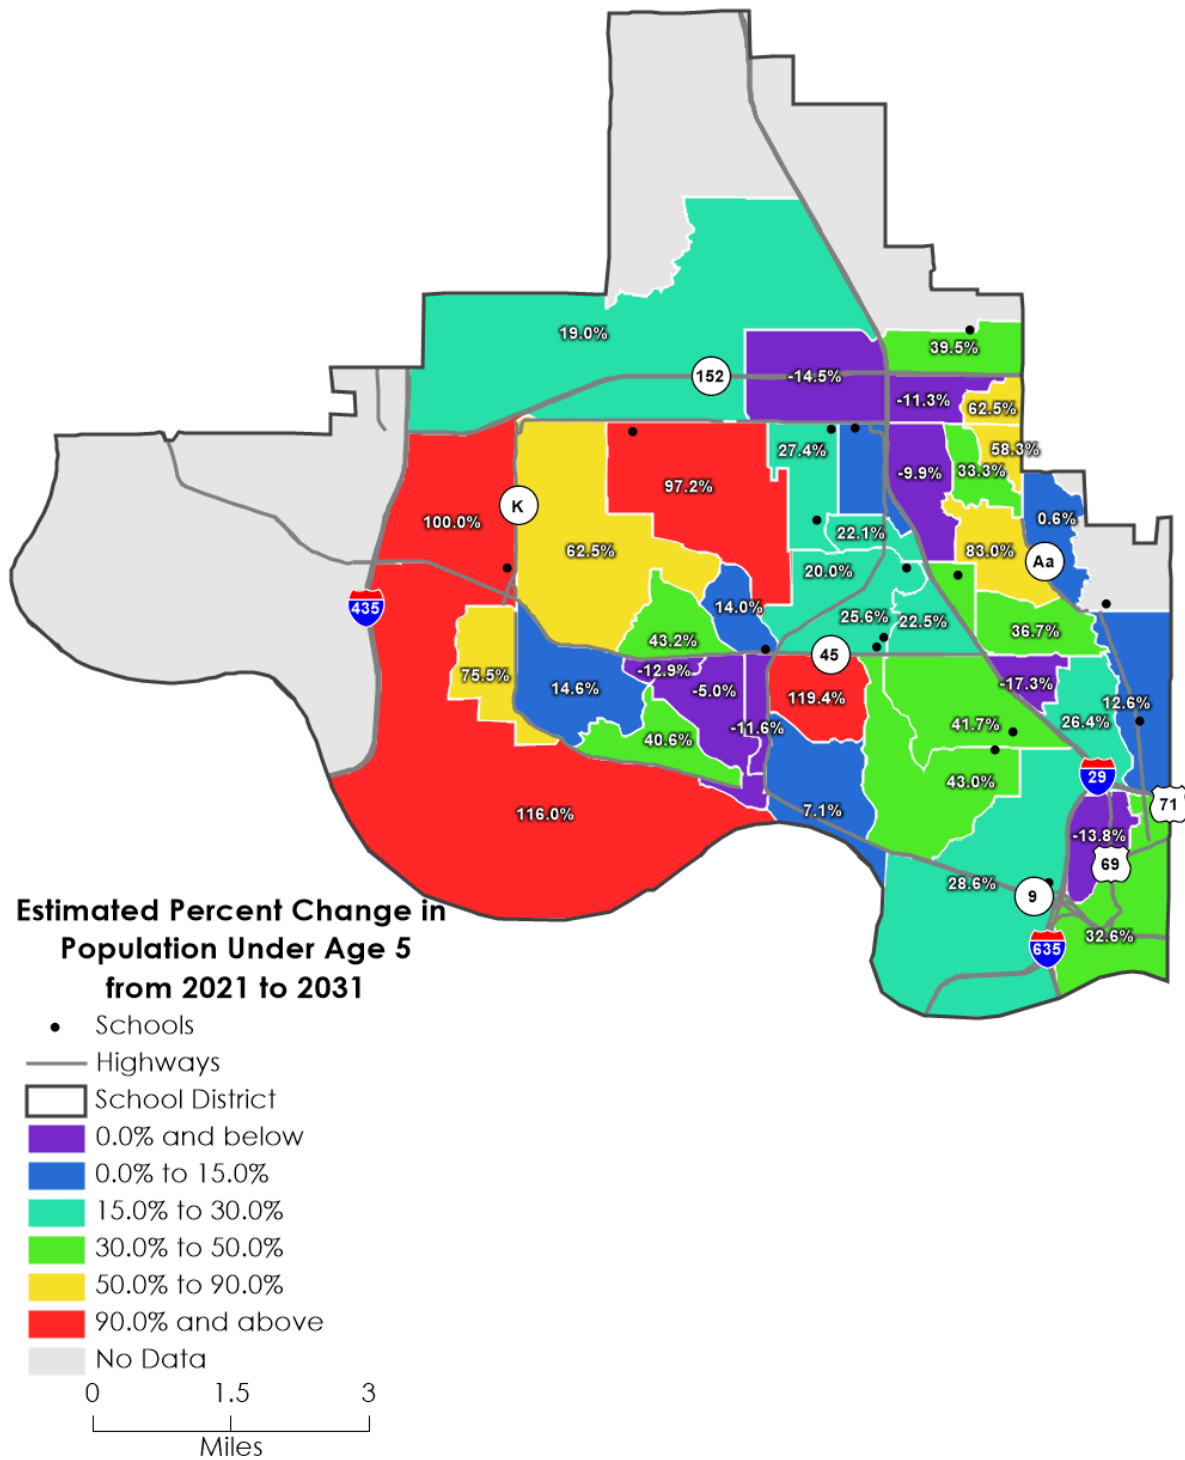 19.0%
39.5%
152
-14.5%
-11.3%
62.5%
27.4%
58.3%
97.2%
-9.9%
33.3%
K
100.0%
0.6%
22.1%
62.5%
83.0%
Aa
20.0%
435
14.0%
25.6%
22.5%
36.7%
43.2%
45
75.5%
-12.9%
-17.3%
14.6%
-5.0%
119.4%
12.6%
-11.6%
41.7%
26.4%
40.6%
29
43.0%
71
116.0%
7.1%
-13.8%
69
28.6%
9
32.6%
635
Estimated Percent Change in
Population Under Age 5
from 2021 to 2031
Schools
Highways
School District
0.0% and below
0.0% to 15.0%
15.0% to 30.0%
30.0% to 50.0%
50.0% to 90.0%
90.0% and above
No Data
0 1.5 3
Miles